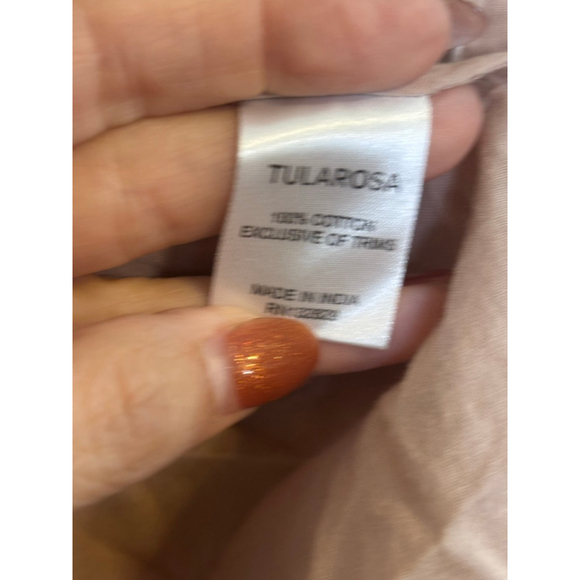 TULAROSA
100% COTTON
EXCLUSIVE OF TRIMS
MADE IN INDIA